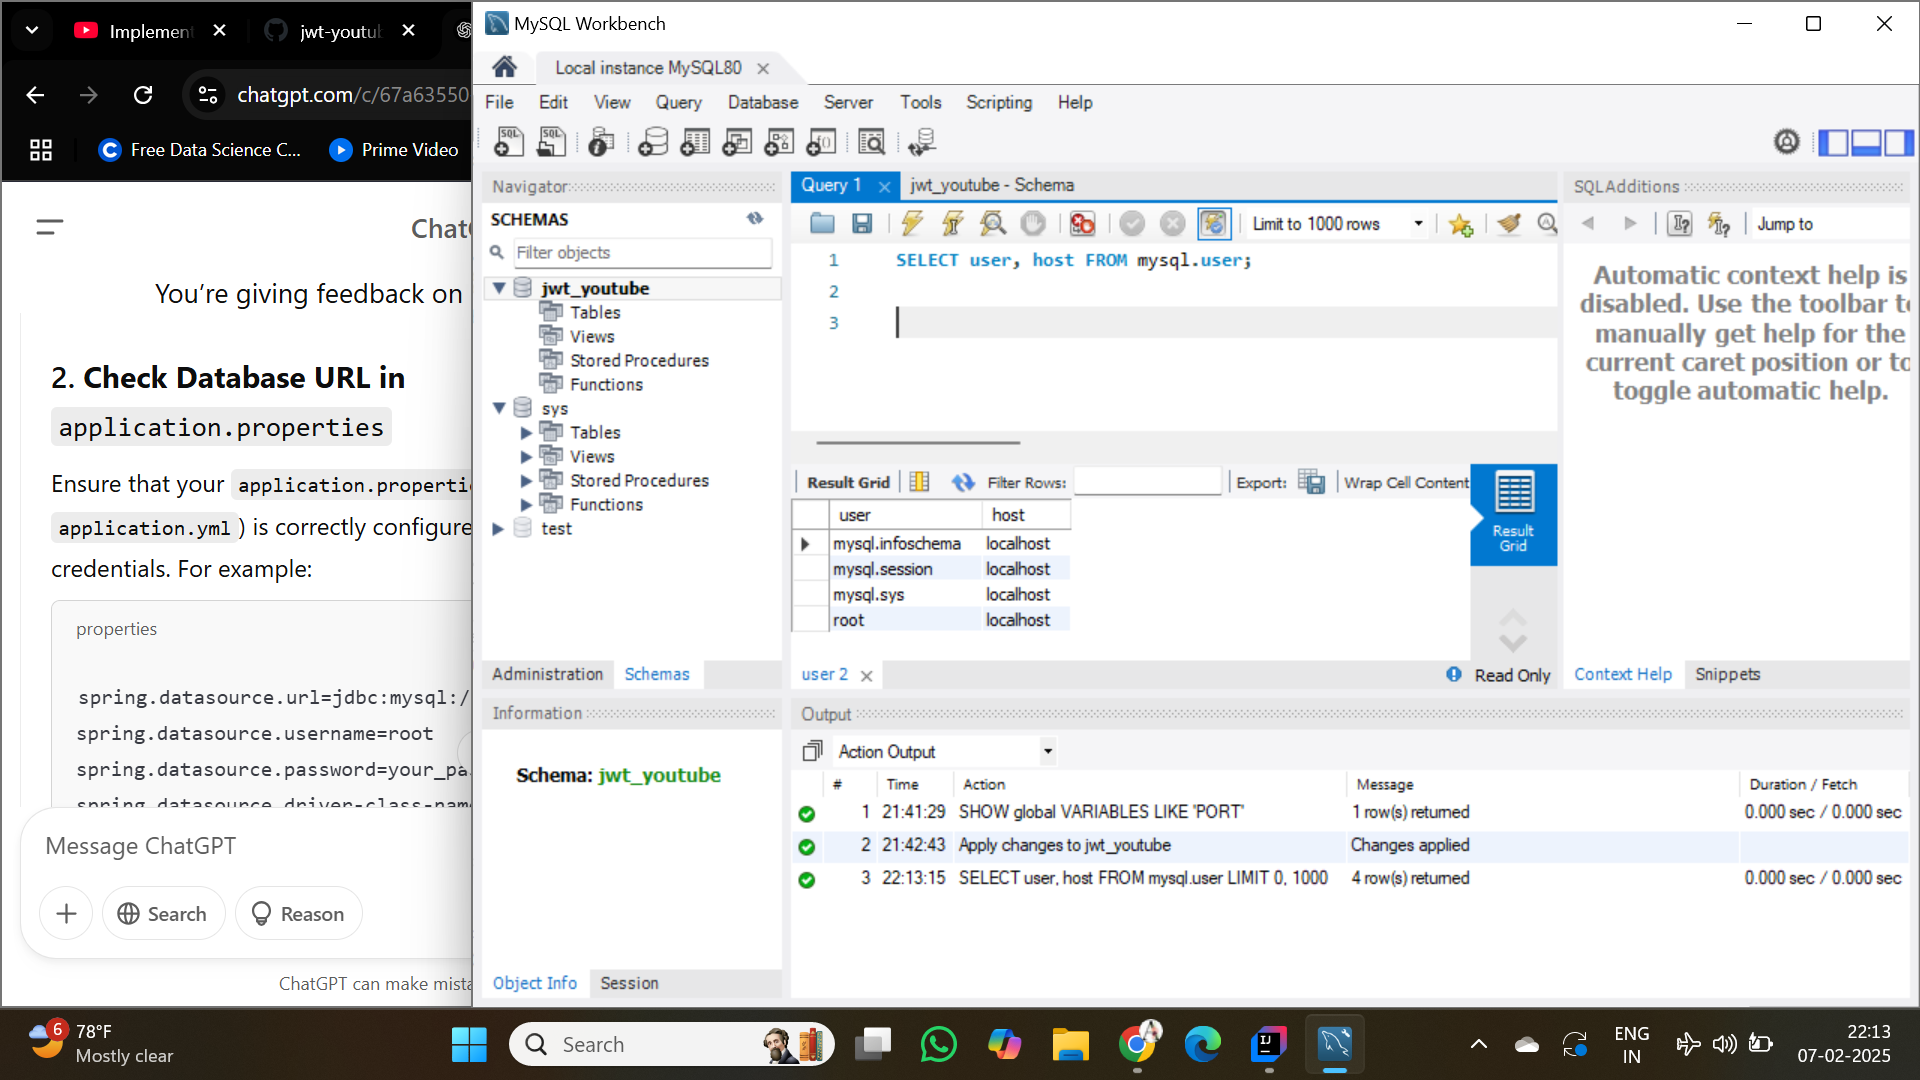 Implemen
jwt-youtu
chatgpt.com/c/67a63550
Free Data Science C...
Prime Video
Chat
You're giving feedback on
2. Check Database URL in
application.properties
Ensure that your application.properti
application.yml ) is correctly configure
credentials. For example:
properties
spring.datasource.url=jdbc:mysql:/
spring.datasource.username=root
spring.datasource.password=your_pa
spring.datasource.driver-class-name
Message ChatGPT
Search
Reason
ChatGPT can make mista
MySQL Workbench
Local instance MySQL80
File Edit View Query Database Server Tools Scripting Help
Navigator
SCHEMAS
Filter objects
jwt_youtube
Tables
Views
Stored Procedures
Functions
sys
Tables
Views
Stored Procedures
Functions
test
Administration Schemas
Information
Schema: jwt_youtube
Object Info Session
Query 1
jwt_youtube - Schema
Limit to 1000 rows
1 SELECT user, host FROM mysql.user;
2
3
Result Grid
Filter Rows:
Export:
Wrap Cell Content
user host
mysql.infoschema localhost
mysql.session localhost
mysql.sys localhost
root localhost
Result
Grid
user 2
Read Only
SQLAdditions
Jump to
Automatic context help is
disabled. Use the toolbar to
manually get help for the
current caret position or to
toggle automatic help.
Context Help Snippets
Output
Action Output
# Time Action Message Duration / Fetch
1 21:41:29 SHOW global VARIABLES LIKE 'PORT' 1 row(s) returned 0.000 sec / 0.000 sec
2 21:42:43 Apply changes to jwt_youtube Changes applied
3 22:13:15 SELECT user, host FROM mysql.user LIMIT 0, 1000 4 row(s) returned 0.000 sec / 0.000 sec
6
78°F
Mostly clear
Search
ENG
IN
22:13
07-02-2025